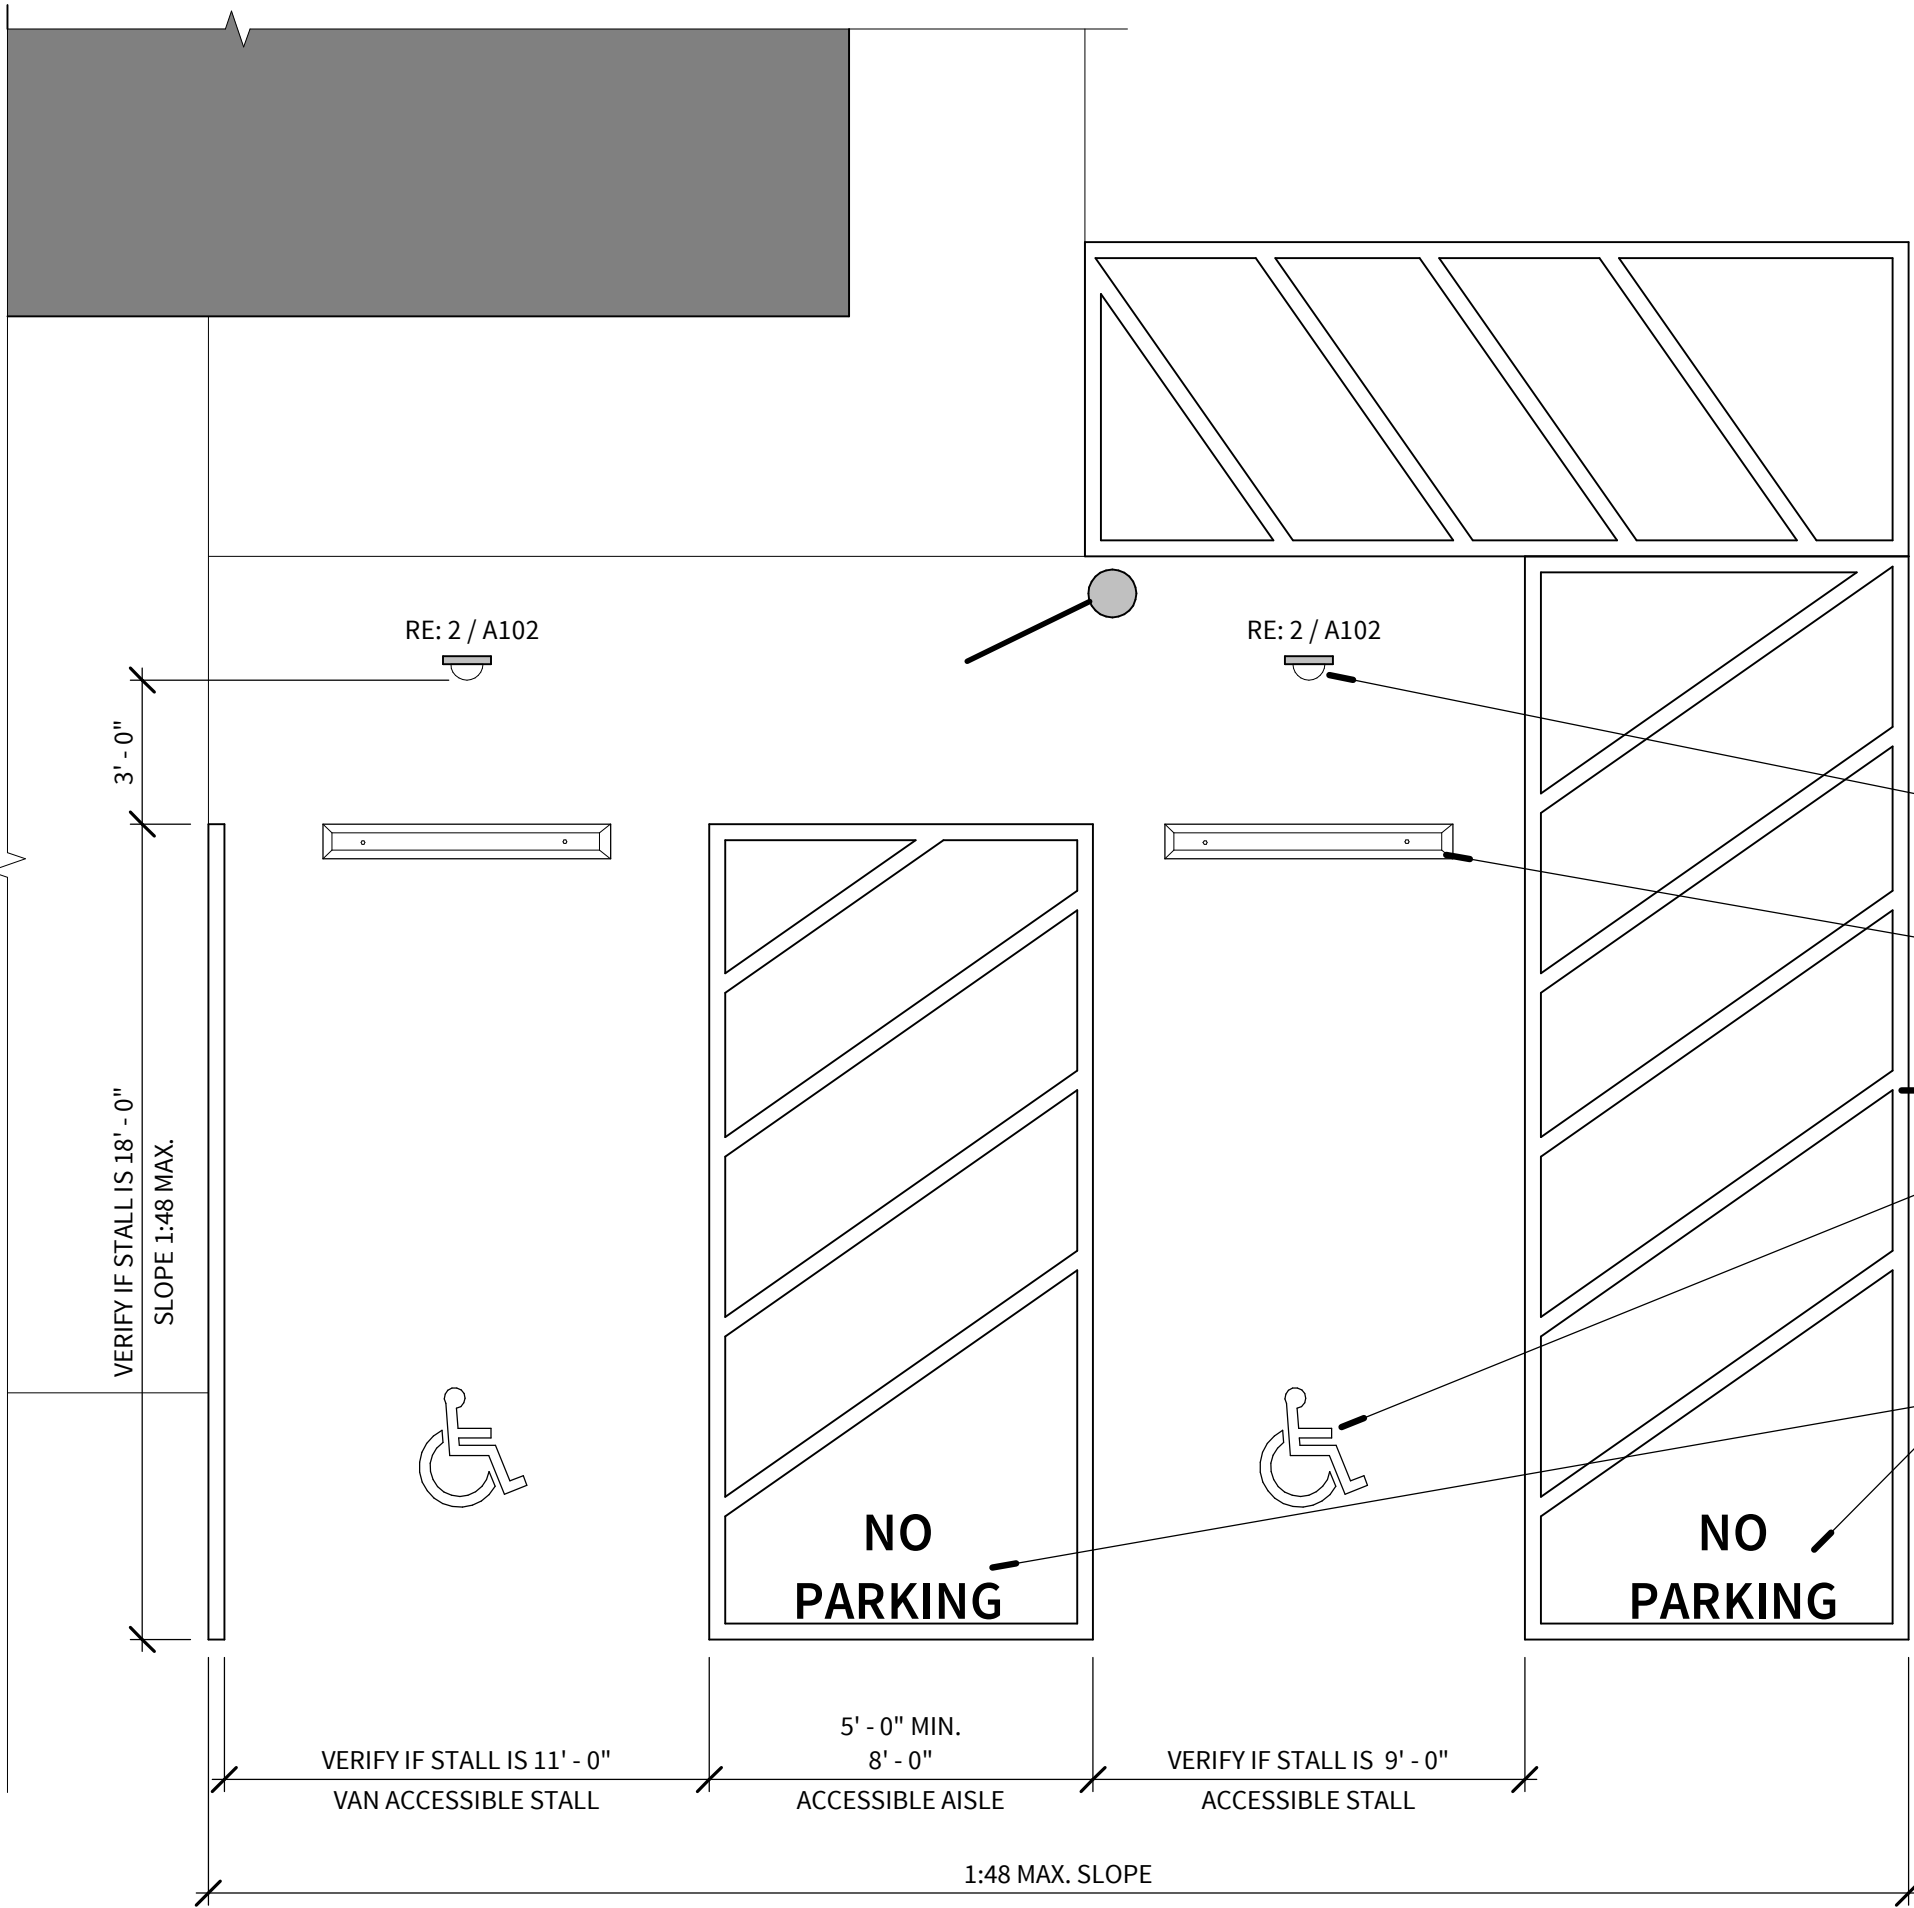 RE: 2 / A102
RE: 2 / A102
3' - 0"
VERIFY IF STALL IS 18' - 0"
SLOPE 1:48 MAX.
NO
PARKING
NO
PARKING
5' - 0" MIN.
VERIFY IF STALL IS 11' - 0"
8' - 0"
VERIFY IF STALL IS  9' - 0"
VAN ACCESSIBLE STALL
ACCESSIBLE AISLE
ACCESSIBLE STALL
1:48 MAX. SLOPE